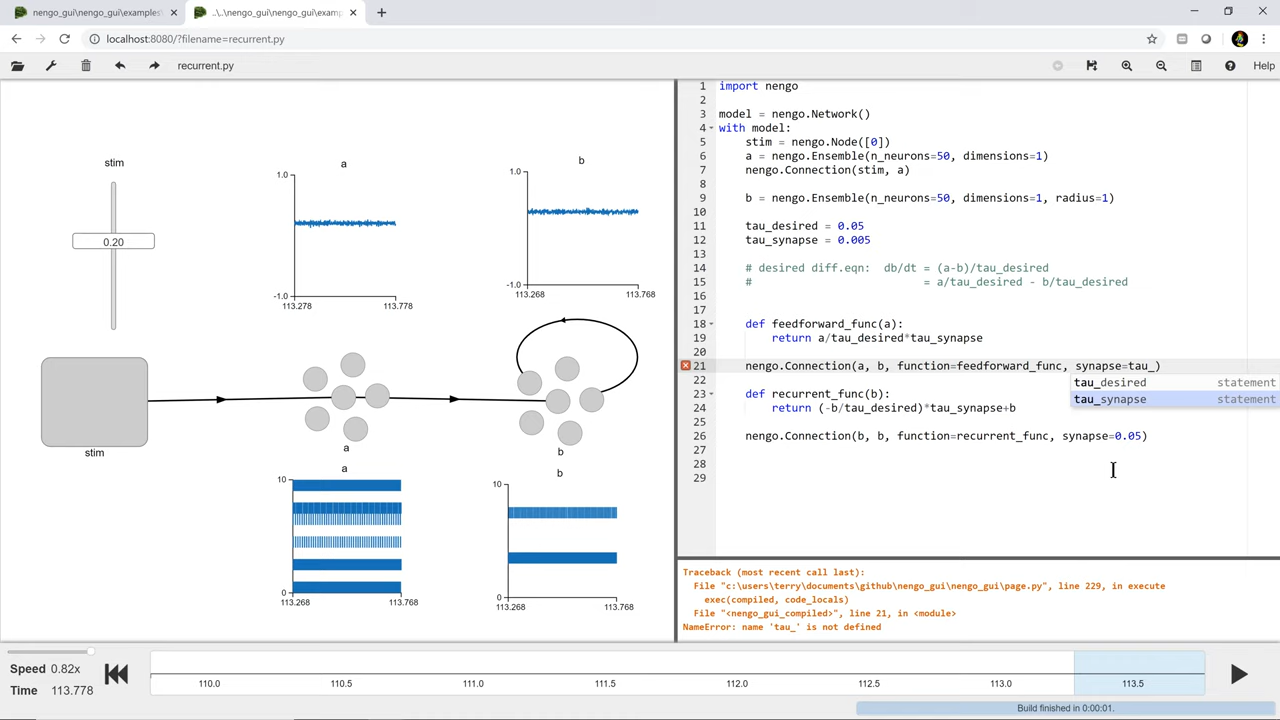 nengo_gui\nengo_gui\examples\
..\..\nengo_gui\nengo_gui\exam
localhost:8080/?filename=recurrent.py
recurrent.py
Help
stim
0.20
stim
a
1.0
-1.0
113.278
113.778
b
1.0
-1.0
113.268
113.768
a
b
a
10
0
113.268
113.768
b
10
0
113.268
113.768
1 import nengo
2
3 model = nengo.Network()
4 with model:
5 stim = nengo.Node([0])
6 a = nengo.Ensemble(n_neurons=50, dimensions=1)
7 nengo.Connection(stim, a)
8
9 b = nengo.Ensemble(n_neurons=50, dimensions=1, radius=1)
10
11 tau_desired = 0.05
12 tau_synapse = 0.005
13
14 # desired diff.eqn: db/dt = (a-b)/tau_desired
15 # = a/tau_desired - b/tau_desired
16
17
18 def feedforward_func(a):
19 return a/tau_desired*tau_synapse
20
21 nengo.Connection(a, b, function=feedforward_func, synapse=tau_)
22
tau_desired statement
23 def recurrent_func(b):
tau_synapse statement
24 return (-b/tau_desired)*tau_synapse+b
25
26 nengo.Connection(b, b, function=recurrent_func, synapse=0.05)
27
28
29
Traceback (most recent call last):
File "c:\users\terry\documents\github\nengo_gui\nengo_gui\page.py", line 229, in execute
exec(compiled, code_locals)
File "<nengo_gui_compiled>", line 21, in <module>
NameError: name 'tau_' is not defined
Speed 0.82x
Time 113.778
110.0 110.5 111.0 111.5 112.0 112.5 113.0 113.5
Build finished in 0:00:01.